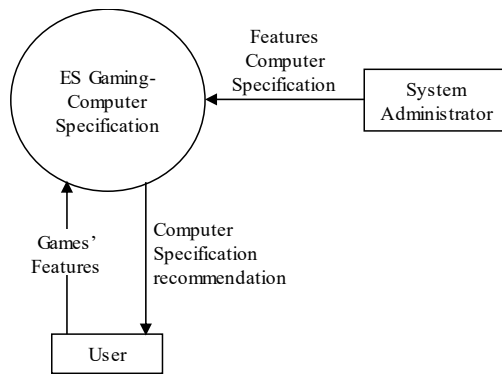 ES Gaming-
Computer
Specification
Features
Computer
Specification
System
Administrator
Games’
Features
Computer
Specification
recommendation
User